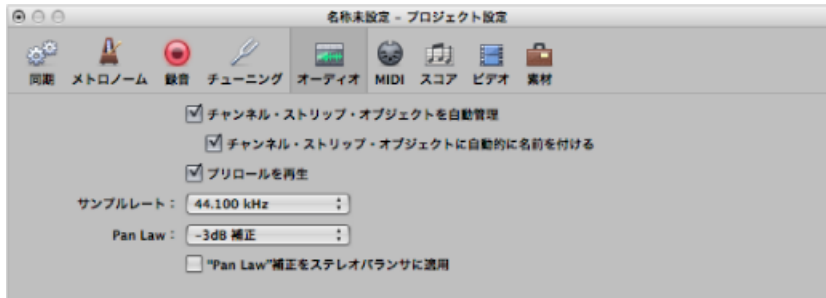 名称未設定 – プロジェクト設定
同期 メトロノーム 録音 チューニング オーディオ MIDI スコア ビデオ 素材
チャンネル・ストリップ・オブジェクトを自動管理
チャンネル・ストリップ・オブジェクトに自動的に名前を付ける
プリロールを再生
サンプルレート： 44.100 kHz
Pan Law： -3dB 補正
"Pan Law"補正をステレオバランサに適用